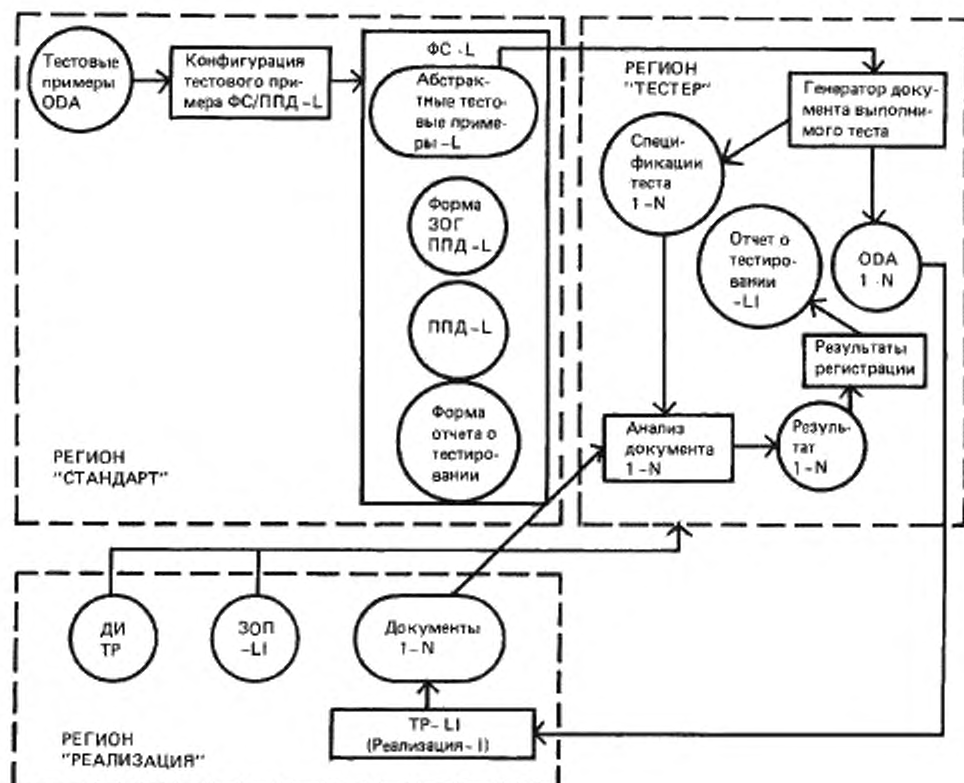 Тестовые
примеры
ODA
Конфигурация
тестового при-
мера ФС/ППД -L
ФС -L
Абстрак-
тные тесто-
вые приме-
ры -L
Форма
ЗОГ
ППД -L
ППД -L
Форма
отчета о
тестиро-
вании
РЕГИОН
"СТАНДАРТ"
РЕГИОН
"ТЕСТЕР"
Генератор доку-
мента выполни-
мого теста
Специ-
фикации
теста
1 -N
Отчет о
тестиро-
вании
-LI
ODA
1 -N
Результаты
регистрации
Анализ
документа
1 -N
Резуль-
тат
1 -N
ДИ
ТР
ЗОП
-LI
Документы
1 -N
ТР- LI
(Реализация- I)
РЕГИОН
"РЕАЛИЗАЦИЯ"